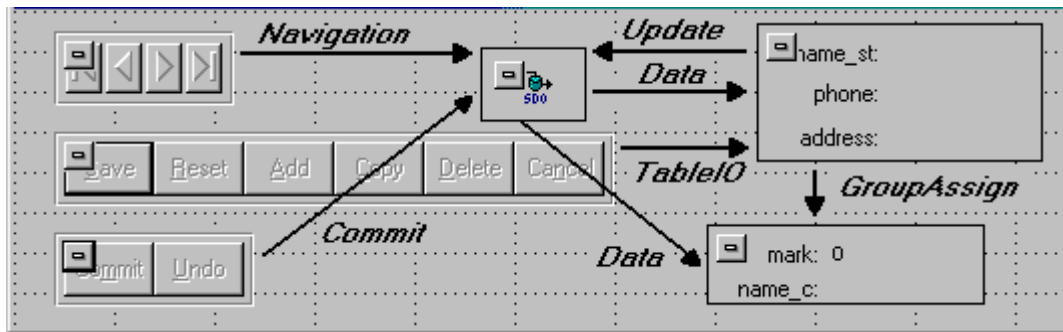 Navigation
Update
name_st:
Data
SDO
phone:
address:
Save Reset Add Copy Delete Cancel
TableIO
GroupAssign
Commit
Data
mark: 0
Commit Undo
name_c: